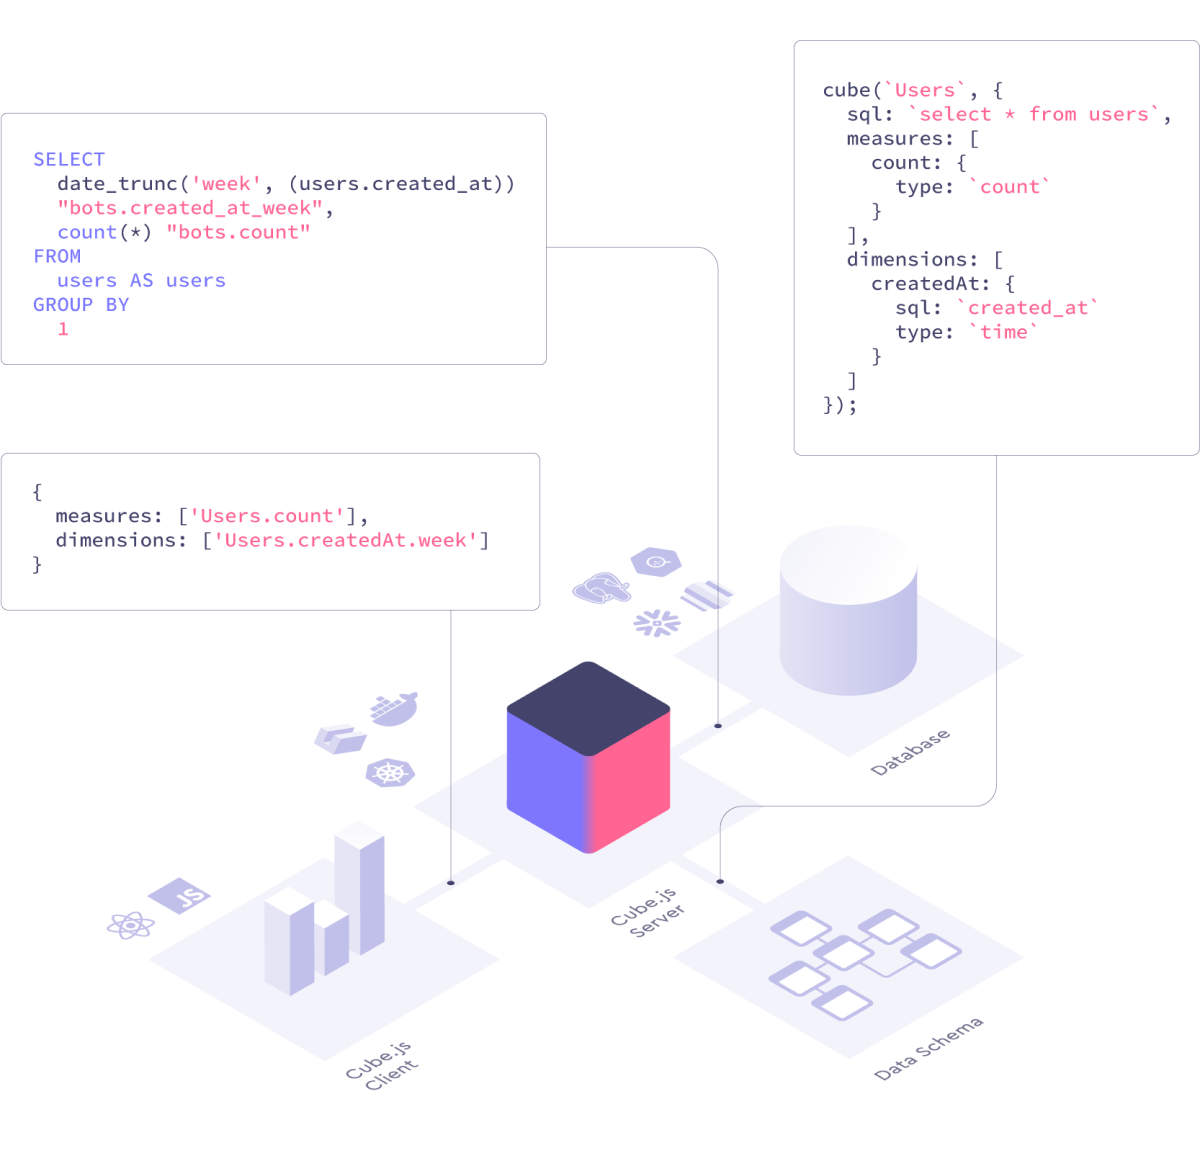 cube(`Users`, {
  sql: `select * from users`,
  measures: [
    count: {
      type: `count`
    }
  ],
  dimensions: [
    createdAt: {
      sql: `created_at`
      type: `time`
    }
  ]
});
SELECT
  date_trunc('week', (users.created_at))
  "bots.created_at_week",
  count(*) "bots.count"
FROM
  users AS users
GROUP BY
  1
{
  measures: ['Users.count'],
  dimensions: ['Users.createdAt.week']
}
Database
JS
Cube.js
Server
Cube.js
Client
Data Schema